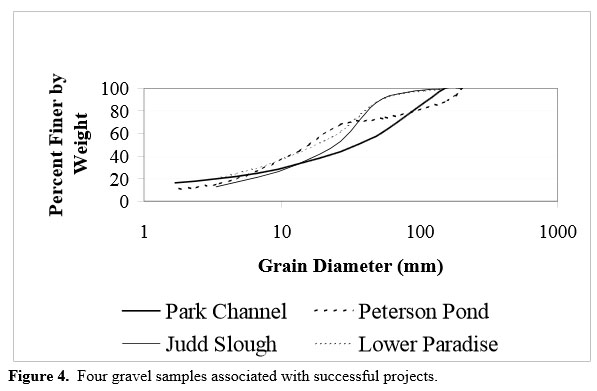 Percent Finer by
Weight
100
80
60
40
20
0
1 10 100 1000
Grain Diameter (mm)
Park Channel Peterson Pond
Judd Slough Lower Paradise
Figure 4. Four gravel samples associated with successful projects.